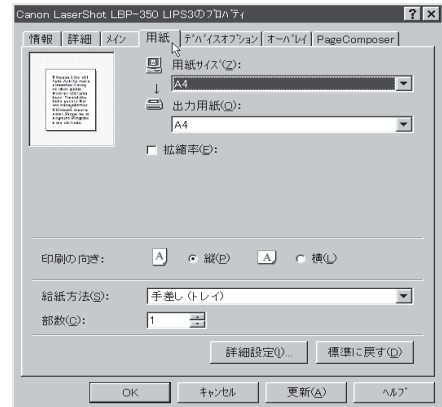 Canon LaserShot LBP-350 LIPS3のﾌﾟﾛﾊﾟﾃｨ
情報 詳細 ﾒｲﾝ 用紙 ﾃﾞﾊﾞｲｽｵﾌﾟｼｮﾝ ｵｰﾊﾞﾚｲ PageComposer
用紙ｻｲｽﾞ(Z):
A4
出力用紙(O):
A4
拡縮率(E):
印刷の向き:
A
縦(P)
A
横(L)
給紙方法(S):
手差し (トレイ)
部数(C):
1
詳細設定(I)...
標準に戻す(D)
OK
ｷｬﾝｾﾙ
更新(A)
ﾍﾙﾌﾟ